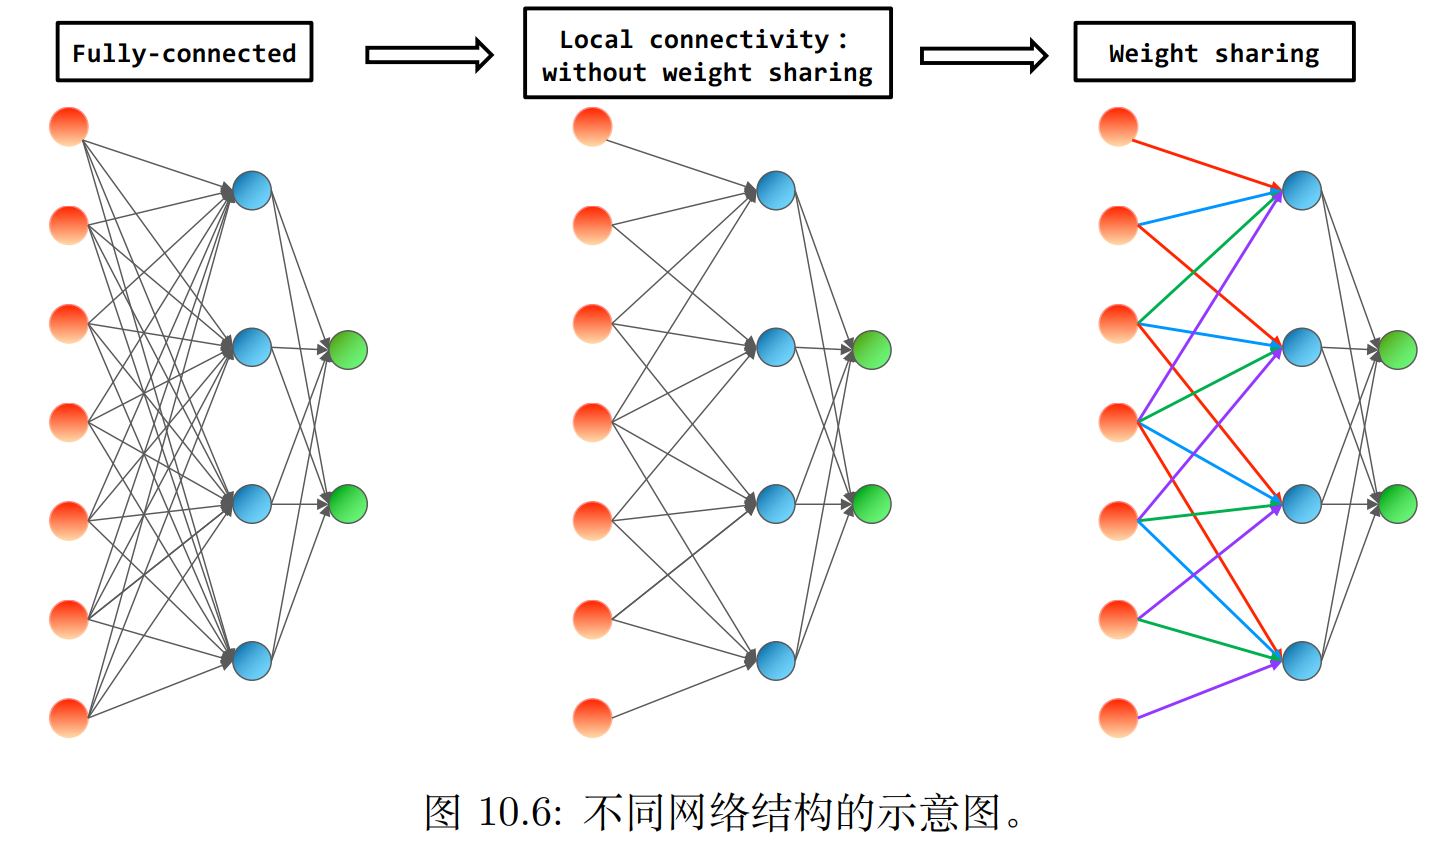 Fully-connected
Local connectivity:
without weight sharing
Weight sharing
图 10.6: 不同网络结构的示意图。